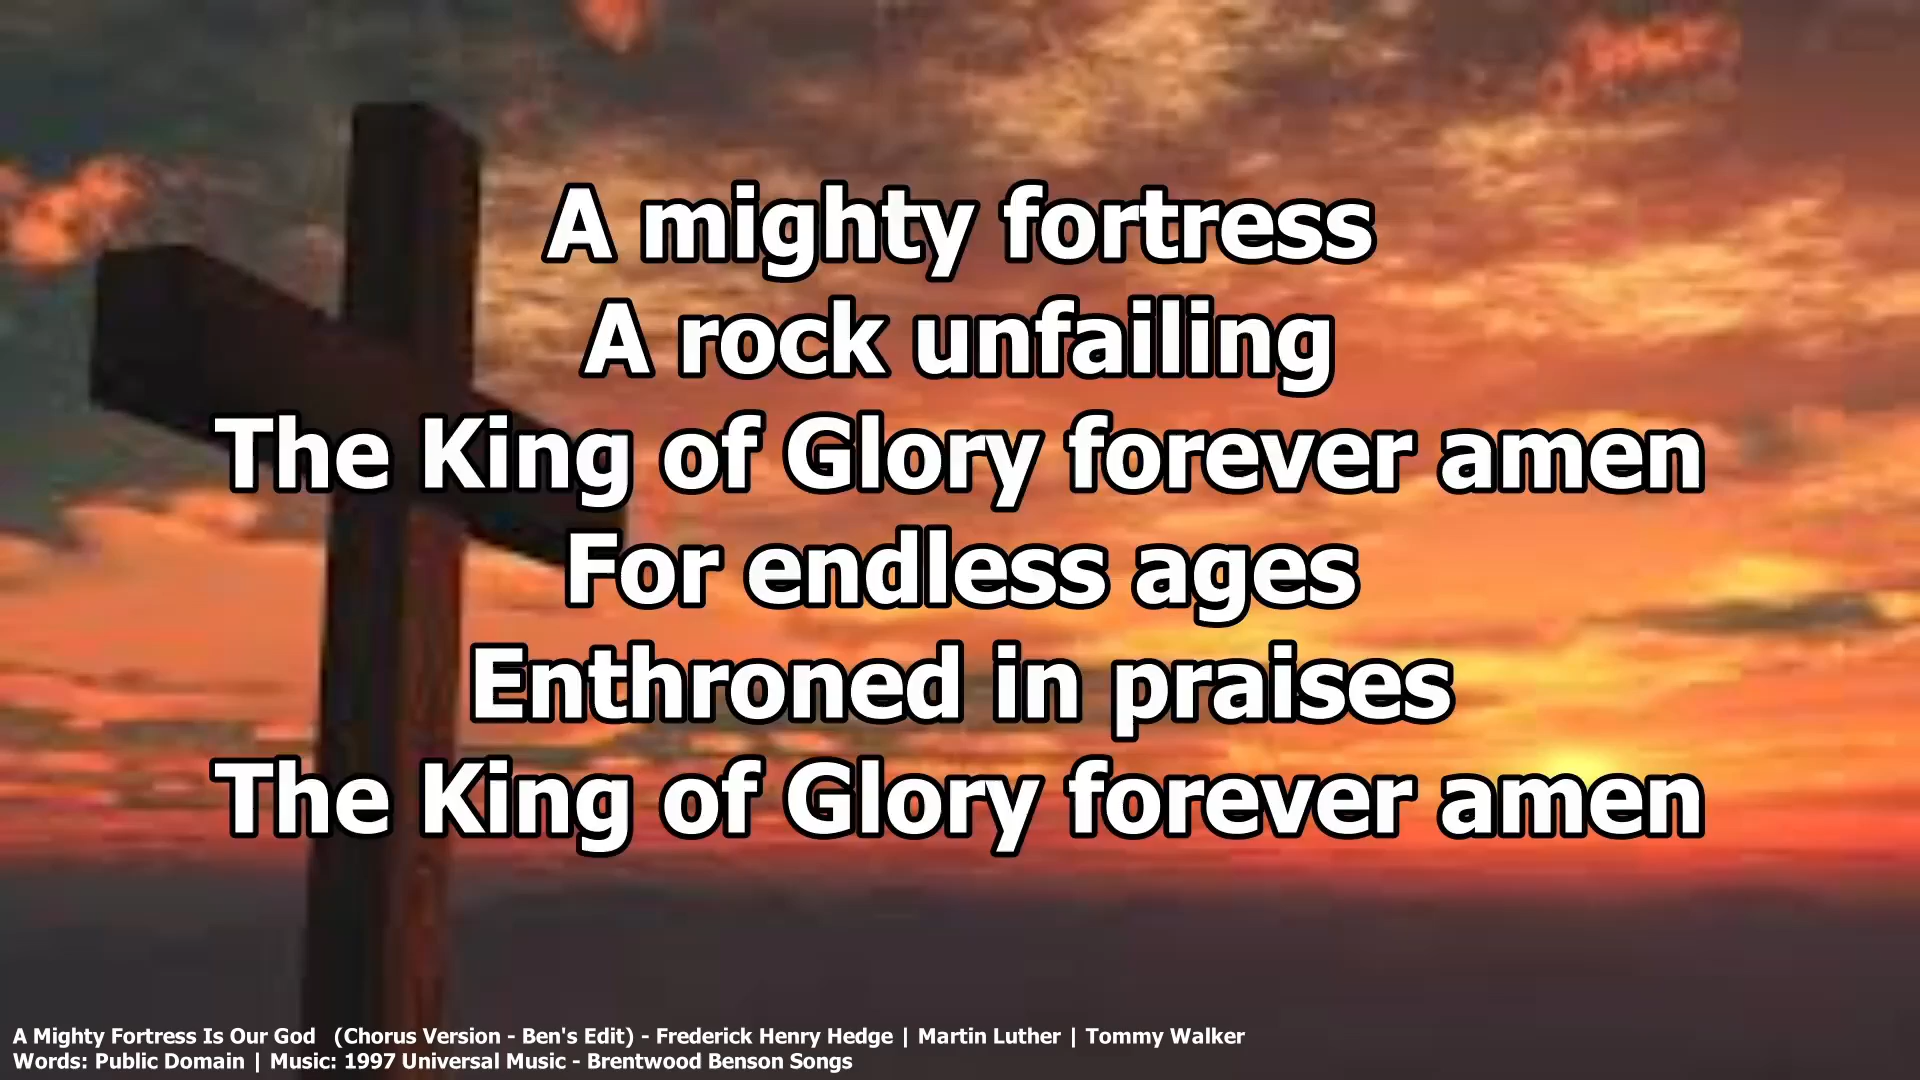 A mighty fortress
A rock unfailing
The King of Glory forever amen
For endless ages
Enthroned in praises
The King of Glory forever amen
A Mighty Fortress Is Our God   (Chorus Version - Ben's Edit) - Frederick Henry Hedge | Martin Luther | Tommy Walker
Words: Public Domain | Music: 1997 Universal Music - Brentwood Benson Songs